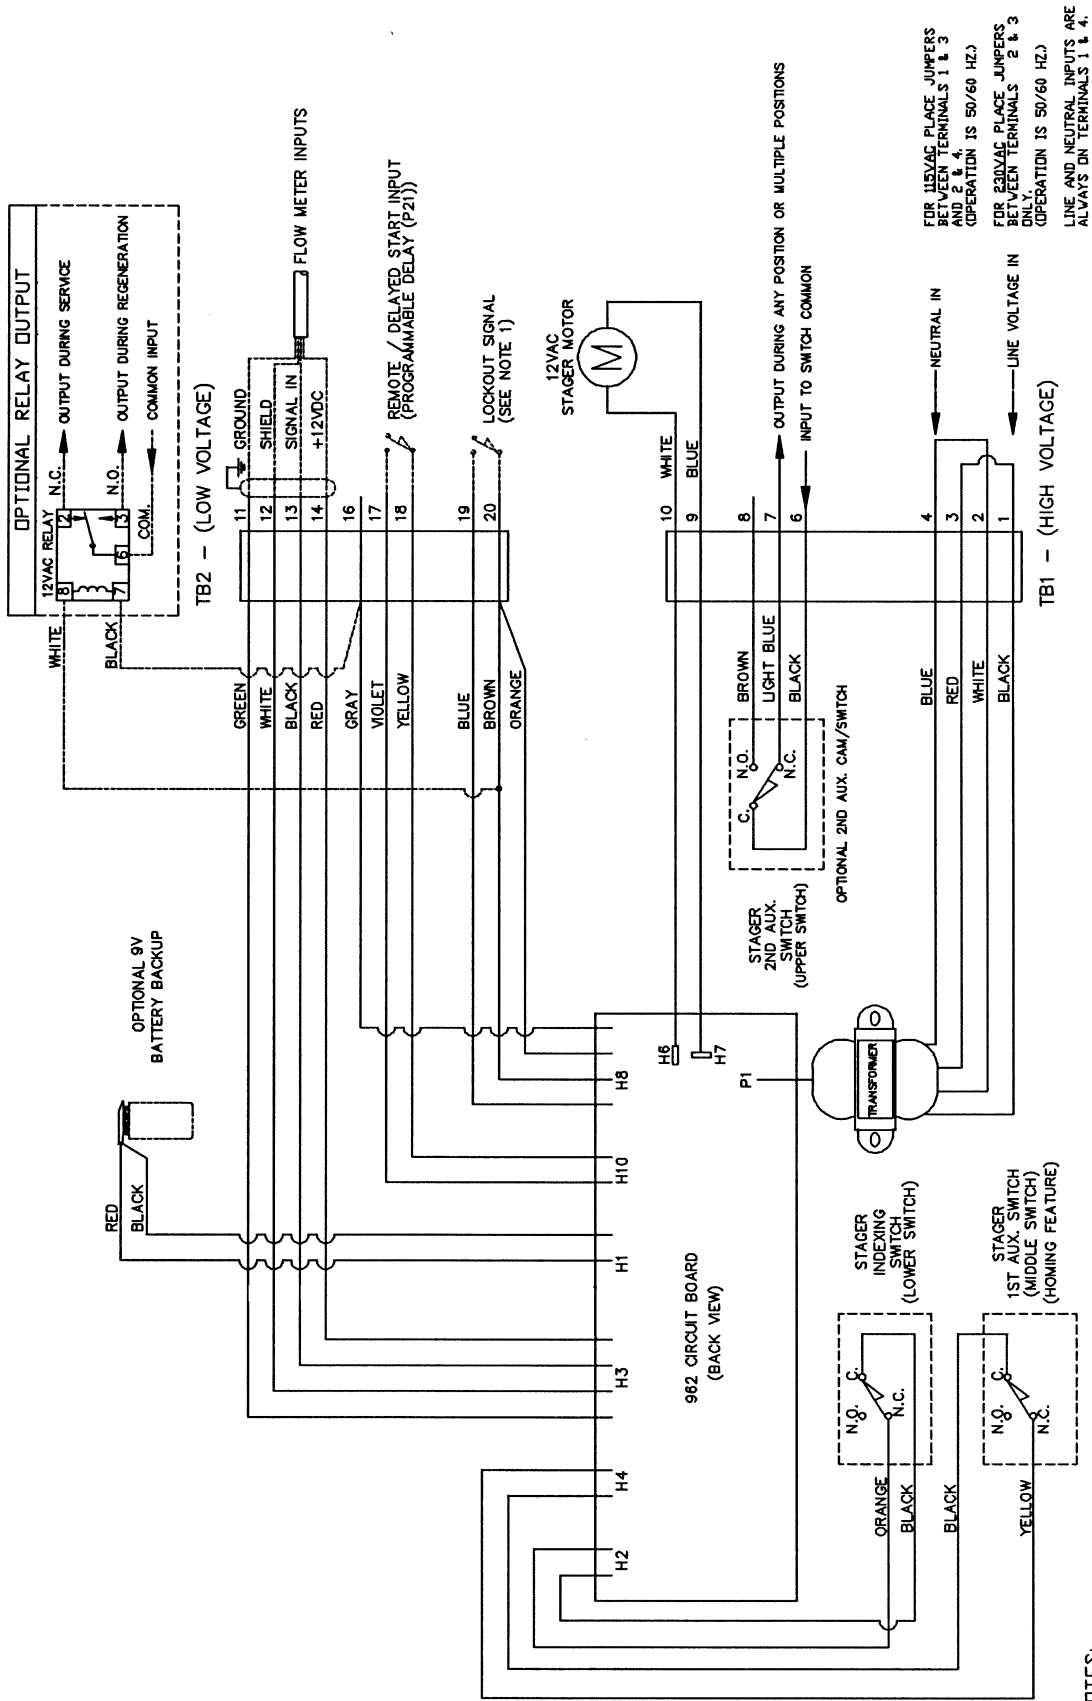 OPTIONAL RELAY OUTPUT
12VAC RELAY
8
2
7
6
3
N.C.
OUTPUT DURING SERVICE
N.O.
OUTPUT DURING REGENERATION
COM.
COMMON INPUT
WHITE
BLACK
TB2 - (LOW VOLTAGE)
OPTIONAL 9V
BATTERY BACKUP
RED
BLACK
GREEN
WHITE
BLACK
RED
GRAY
VIOLET
YELLOW
BLUE
BROWN
ORANGE
11
12
13
14
16
17
18
19
20
GROUND
SHIELD
SIGNAL IN
+12VDC
FLOW METER INPUTS
REMOTE / DELAYED START INPUT
(PROGRAMMABLE DELAY (P21))
LOCKOUT SIGNAL
(SEE NOTE 1)
12VAC
STAGER MOTOR
M
WHITE
BLUE
10
9
8
7
6
4
3
2
1
BROWN
LIGHT BLUE
BLACK
OUTPUT DURING ANY POSITION OR MULTIPLE POSITIONS
INPUT TO SWITCH COMMON
STAGER
2ND AUX.
SWITCH
(UPPER SWITCH)
C.
N.O.
N.C.
OPTIONAL 2ND AUX. CAM/SWITCH
BLUE
RED
WHITE
BLACK
NEUTRAL IN
LINE VOLTAGE IN
TB1 - (HIGH VOLTAGE)
FOR 115VAC PLACE JUMPERS
BETWEEN TERMINALS 1 & 3
AND 2 & 4.
(OPERATION IS 50/60 HZ.)
FOR 230VAC PLACE JUMPERS
BETWEEN TERMINALS 2 & 3
ONLY.
(OPERATION IS 50/60 HZ.)
LINE AND NEUTRAL INPUTS ARE
ALWAYS ON TERMINALS 1 & 4.
H2
H4
H3
H1
H10
H8
H6
H7
P1
962 CIRCUIT BOARD
(BACK VIEW)
TRANSFORMER
STAGER
INDEXING
SWITCH
(LOWER SWITCH)
N.O.
C.
N.C.
ORANGE
BLACK
STAGER
1ST AUX. SWITCH
(MIDDLE SWITCH)
(HOMING FEATURE)
N.O.
C.
N.C.
BLACK
YELLOW